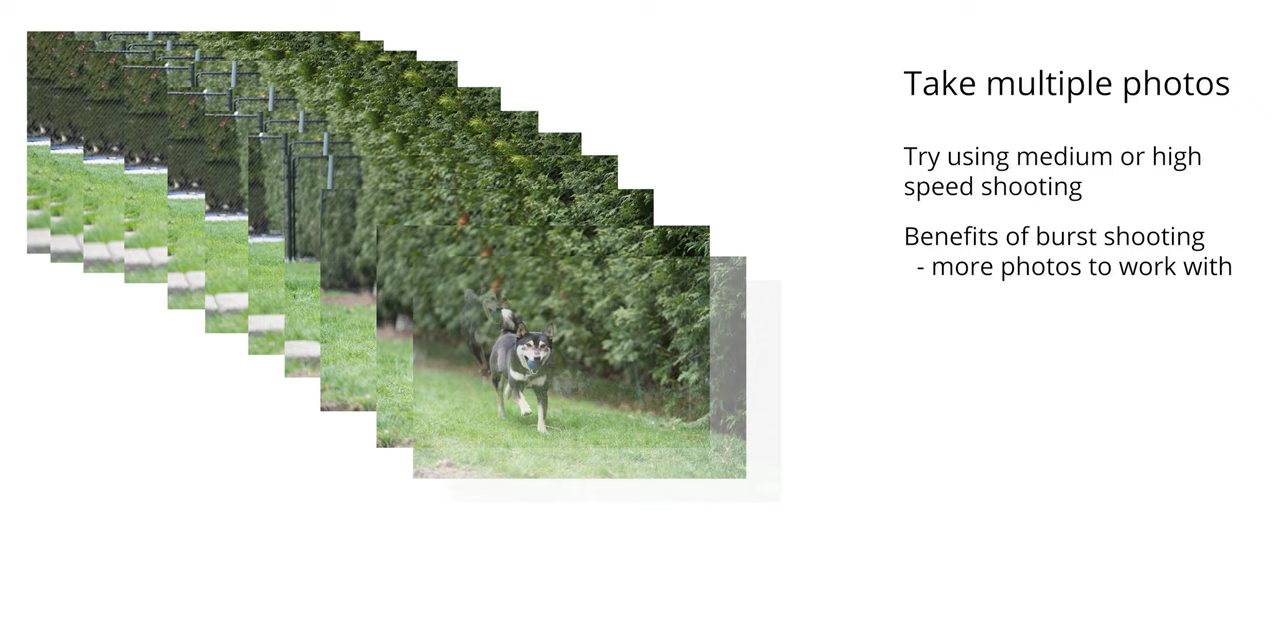 Take multiple photos
Try using medium or high
speed shooting
Benefits of burst shooting
- more photos to work with